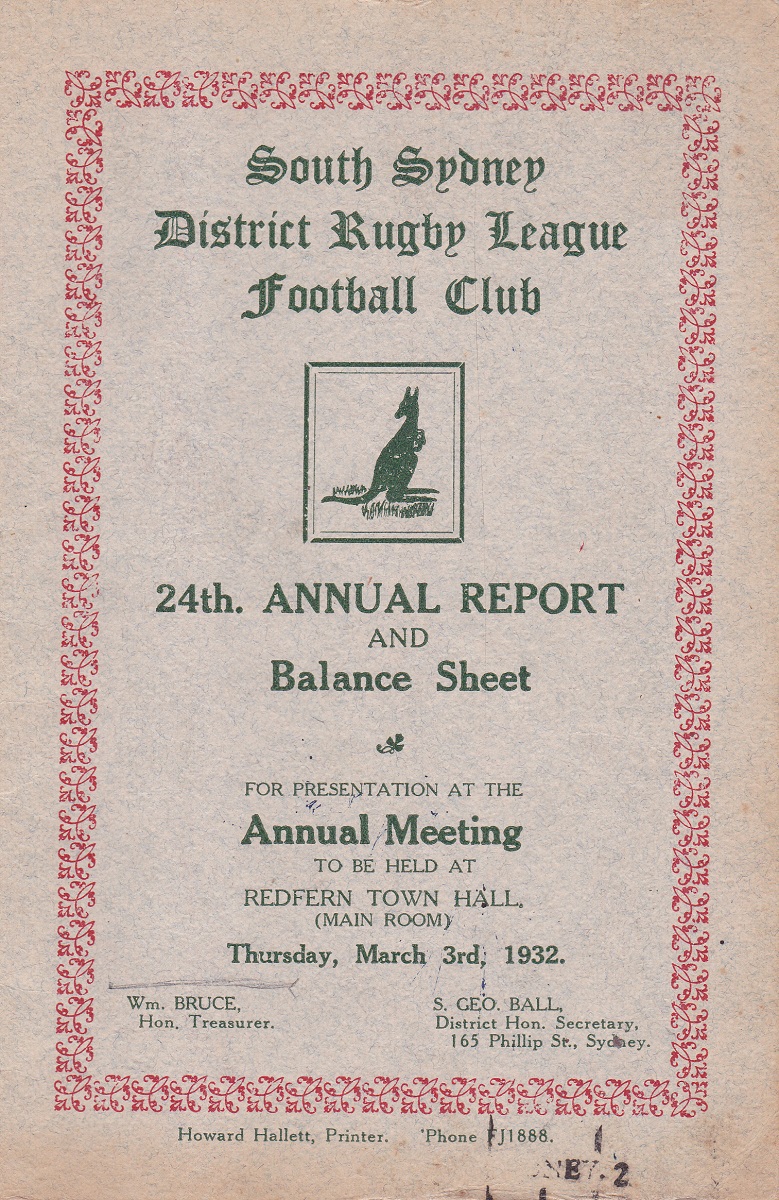 South Sydney
District Rugby League
Football Club
24th. ANNUAL REPORT
AND
Balance Sheet
FOR PRESENTATION AT THE
Annual Meeting
TO BE HELD AT
REDFERN TOWN HALL.
(MAIN ROOM)
Thursday, March 3rd, 1932.
Wm. BRUCE,
Hon. Treasurer.
S. GEO. BALL,
District Hon. Secretary,
165 Phillip St., Sydney.
Howard Hallett, Printer. 'Phone FJ1888.